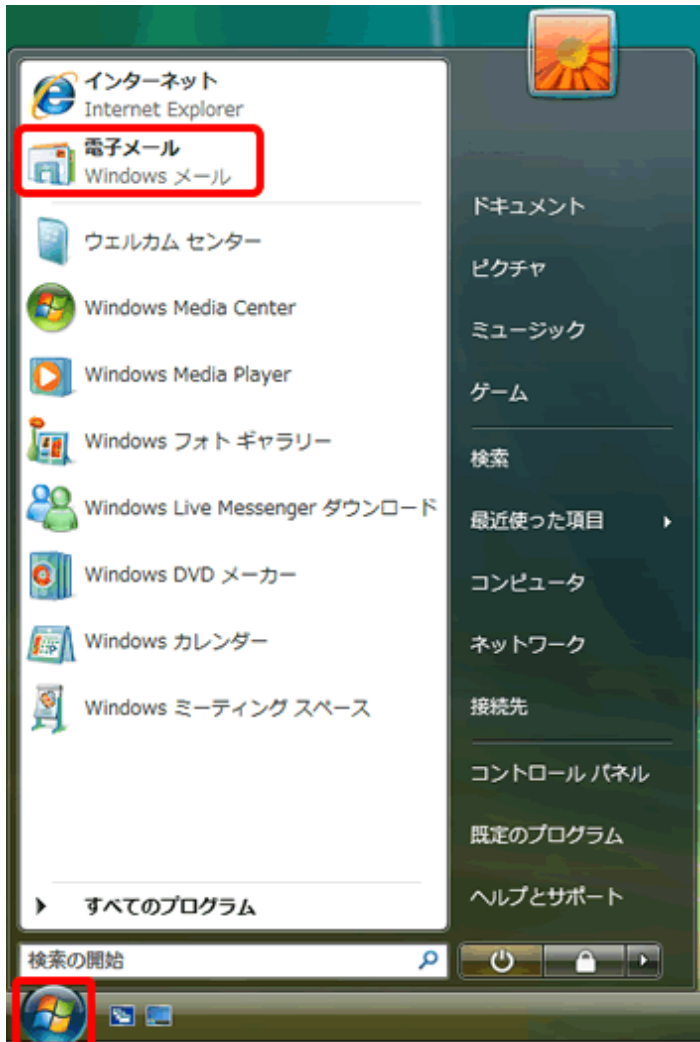 インターネット
Internet Explorer
電子メール
Windows メール
ウェルカム センター
Windows Media Center
Windows Media Player
Windows フォト ギャラリー
Windows Live Messenger ダウンロード
Windows DVD メーカー
Windows カレンダー
Windows ミーティング スペース
すべてのプログラム
検索の開始
ドキュメント
ピクチャ
ミュージック
ゲーム
検索
最近使った項目
コンピュータ
ネットワーク
接続先
コントロール パネル
既定のプログラム
ヘルプとサポート